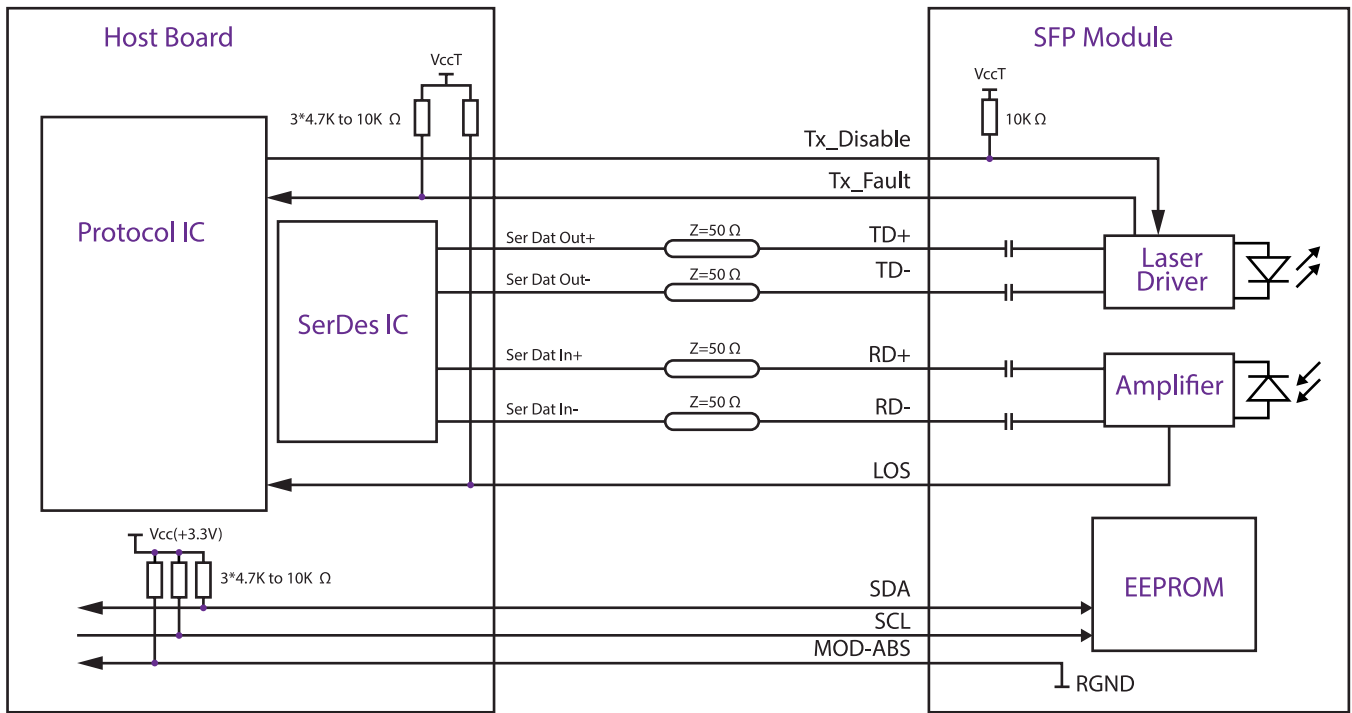 Host Board
SFP Module
VccT
VccT
3*4.7K to 10K Ω
10K Ω
Tx_Disable
Tx_Fault
Protocol IC
Ser Dat Out+
Z=50 Ω
TD+
Ser Dat Out-
Z=50 Ω
TD-
Laser
Driver
SerDes IC
Ser Dat In+
Z=50 Ω
RD+
Ser Dat In-
Z=50 Ω
RD-
Amplifier
LOS
Vcc(+3.3V)
3*4.7K to 10K Ω
SDA
SCL
MOD-ABS
EEPROM
RGND